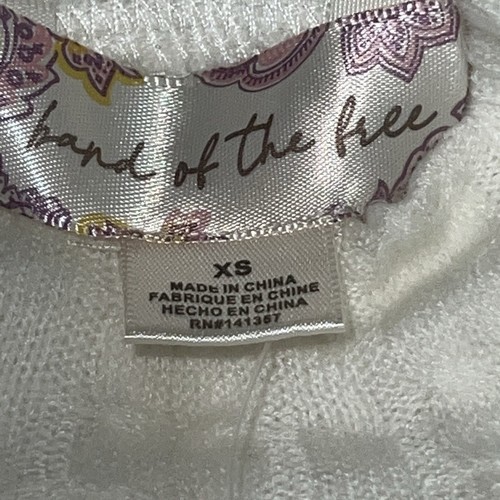 band of the free
XS
MADE IN CHINA
FABRIQUE EN CHINE
HECHO EN CHINA
RN#141357